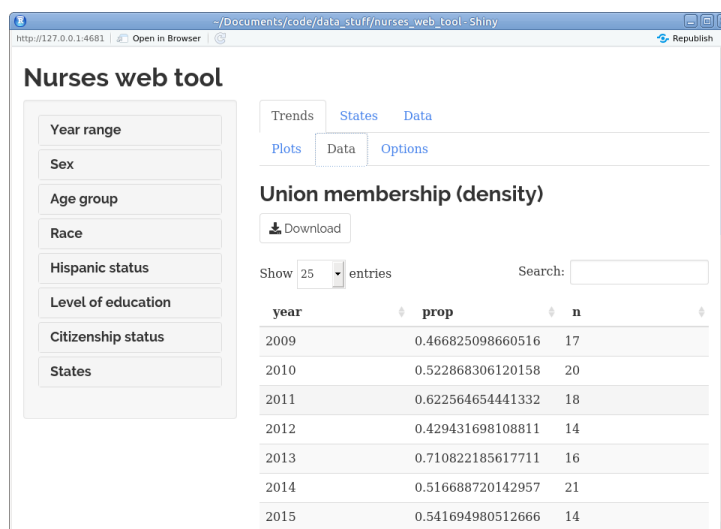 ~/Documents/code/data_stuff/nurses_web_tool - Shiny
http://127.0.0.1:4681 Open in Browser Republish
Nurses web tool
Year range
Sex
Age group
Race
Hispanic status
Level of education
Citizenship status
States
Trends States Data
Plots Data Options
Union membership (density)
Download
Show 25 entries Search:
year prop n
2009 0.466825098660516 17
2010 0.522868306120158 20
2011 0.622564654441332 18
2012 0.429431698108811 14
2013 0.710822185617711 16
2014 0.516688720142957 21
2015 0.541694980512666 14